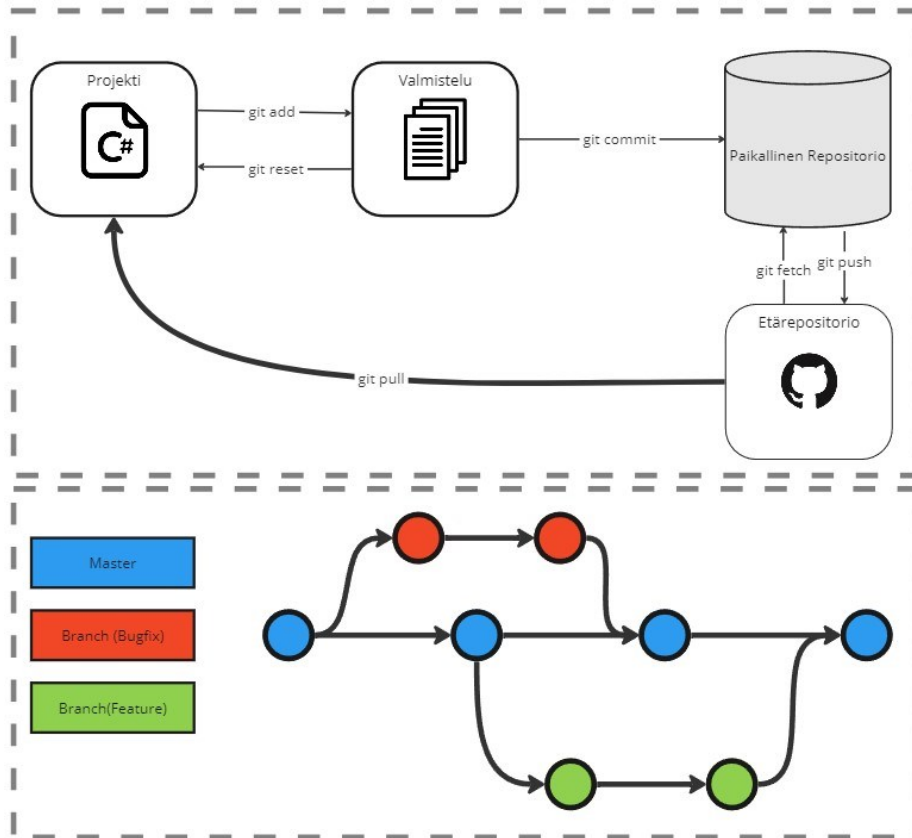 Projekti
C#
git add
git reset
Valmistelu
git commit
Paikallinen Repositorio
git fetch
git push
Etärepositorio
git pull
Master
Branch (Bugfix)
Branch(Feature)